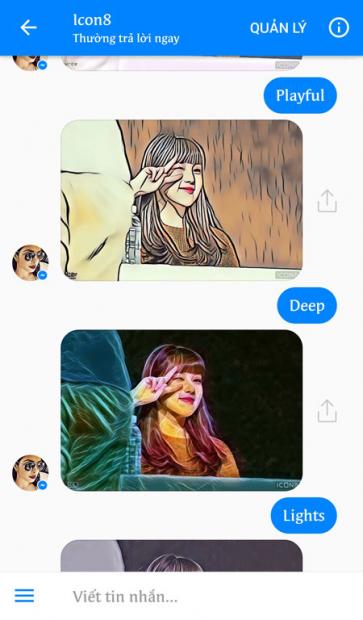 Icon8
QUẢN LÝ
Thường trả lời ngay
Playful
ICON8
Deep
ICON8
Lights
Viết tin nhắn...